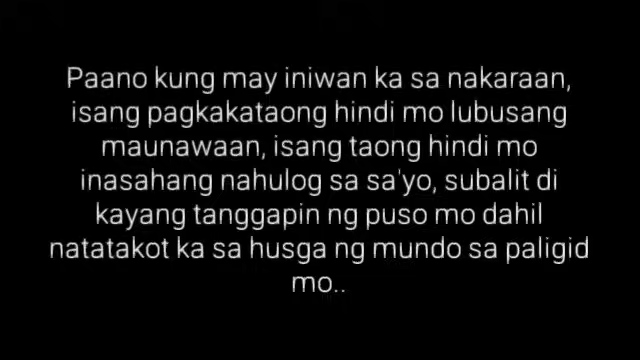 Paano kung may iniwan ka sa nakaraan,
isang pagkakataong hindi mo lubusang
maunawaan, isang taong hindi mo
inasahang nahulog sa sa'yo, subalit di
kayang tanggapin ng puso mo dahil
natatakot ka sa husga ng mundo sa paligid
mo..